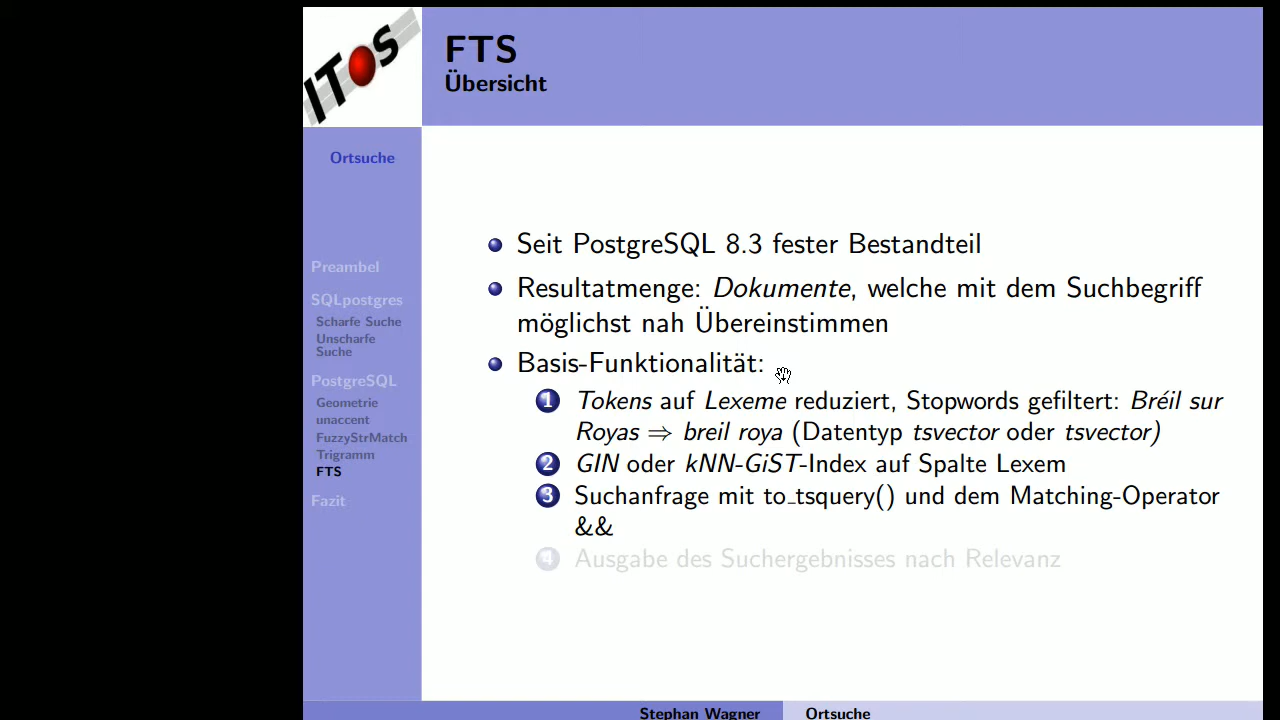 ITOS
FTS
Übersicht
Ortsuche
Preambel
SQLpostgres
Scharfe Suche
Unscharfe
Suche
PostgreSQL
Geometrie
unaccent
FuzzyStrMatch
Trigramm
FTS
Fazit
Seit PostgreSQL 8.3 fester Bestandteil
Resultatmenge: Dokumente, welche mit dem Suchbegriff
möglichst nah Übereinstimmen
Basis-Funktionalität:
1 Tokens auf Lexeme reduziert, Stopwords gefiltert: Bréil sur
Royas ⇒ breil roya (Datentyp tsvector oder tsvector)
2 GIN oder kNN-GiST-Index auf Spalte Lexem
3 Suchanfrage mit to_tsquery() und dem Matching-Operator
&&
4 Ausgabe des Suchergebnisses nach Relevanz
Stephan Wagner
Ortsuche